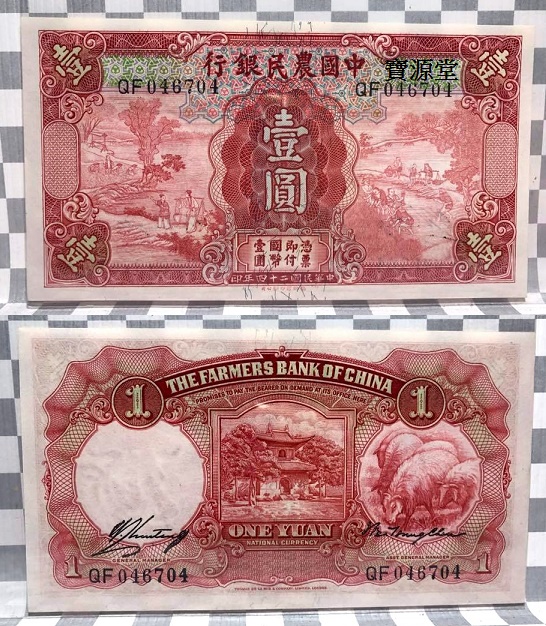 中國農民銀行
寶源堂
壹 壹
QF046704 QF046704
壹圓
憑票
即付
國幣
壹圓
壹 壹
中華民國二十四年印
THE FARMERS BANK OF CHINA
PROMISES TO PAY THE BEARER ON DEMAND AT ITS OFFICE HERE
1 1
ONE YUAN
NATIONAL CURRENCY
GENERAL MANAGER ASST GENERAL MANAGER
1 QF046704 QF046704 1